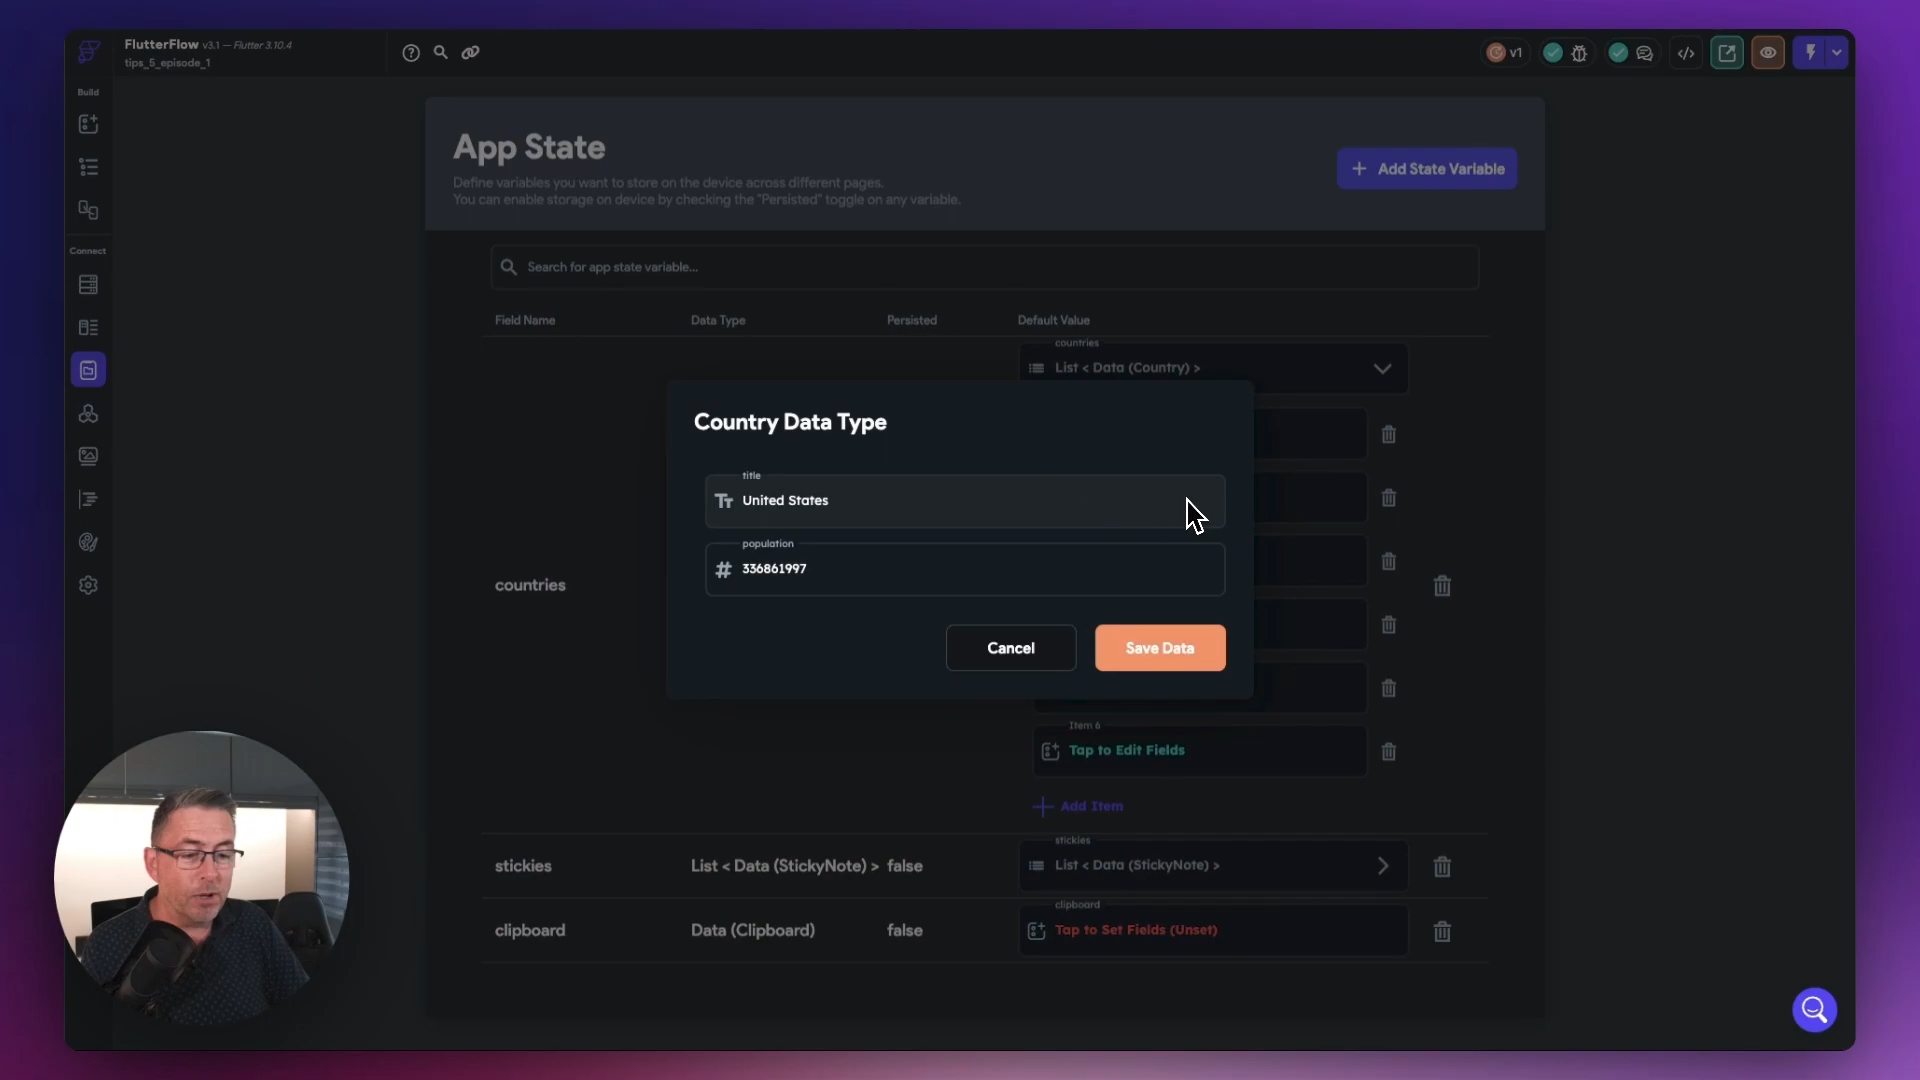 FlutterFlow v3.1 — Flutter 3.10.4
tips_5_episode_1
v1
Build
Connect
App State
Define variables you want to store on the device across different pages.
You can enable storage on device by checking the "Persisted" toggle on any variable.
+ Add State Variable
Search for app state variable...
Field Name Data Type Persisted Default Value
countries
List < Data (Country) >
Country Data Type
title
United States
population
336861997
Cancel Save Data
countries
Item 6
Tap to Edit Fields
+ Add Item
stickies
stickies List < Data (StickyNote) > false List < Data (StickyNote) >
clipboard
clipboard Data (Clipboard) false Tap to Set Fields (Unset)